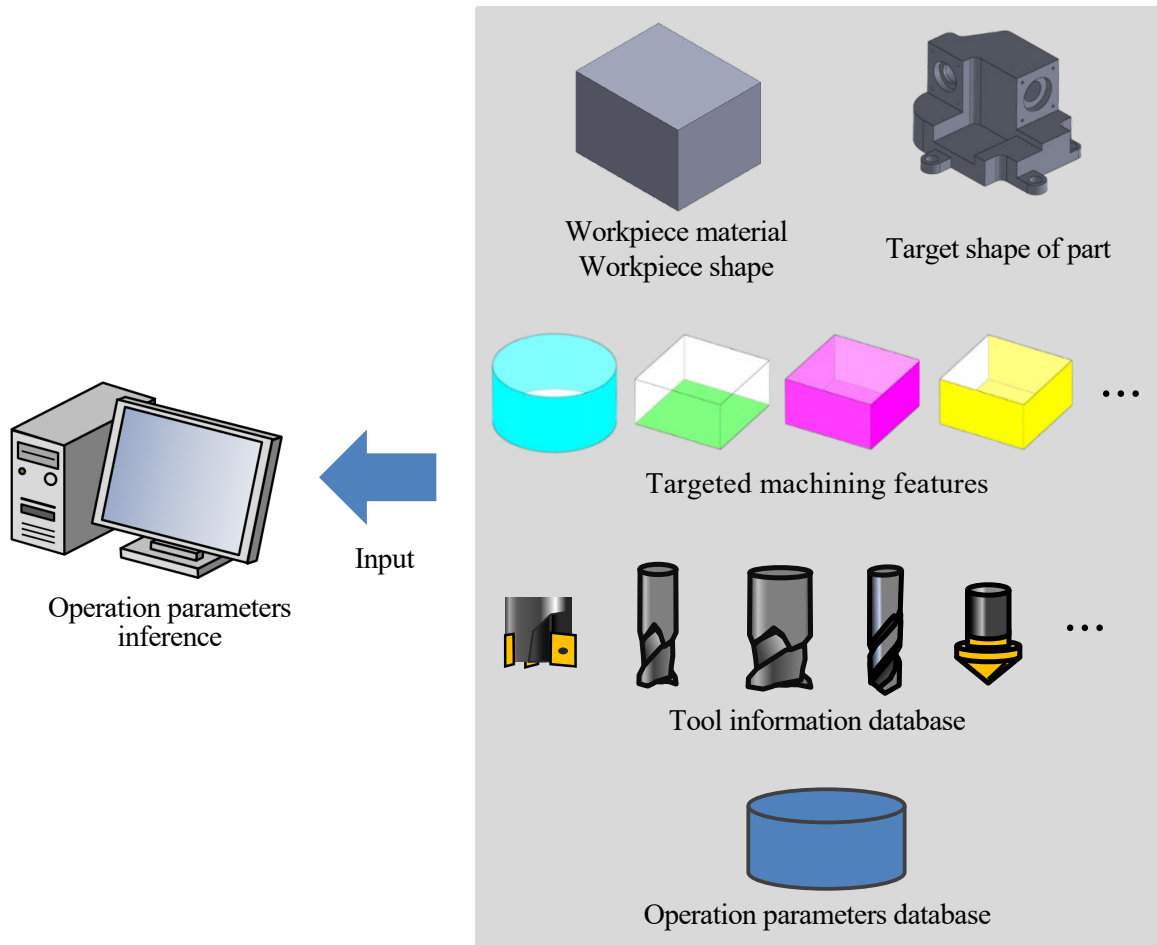 Workpiece material
Workpiece shape
Target shape of part
...
Targeted machining features
Input
Operation parameters
inference
...
Tool information database
Operation parameters database